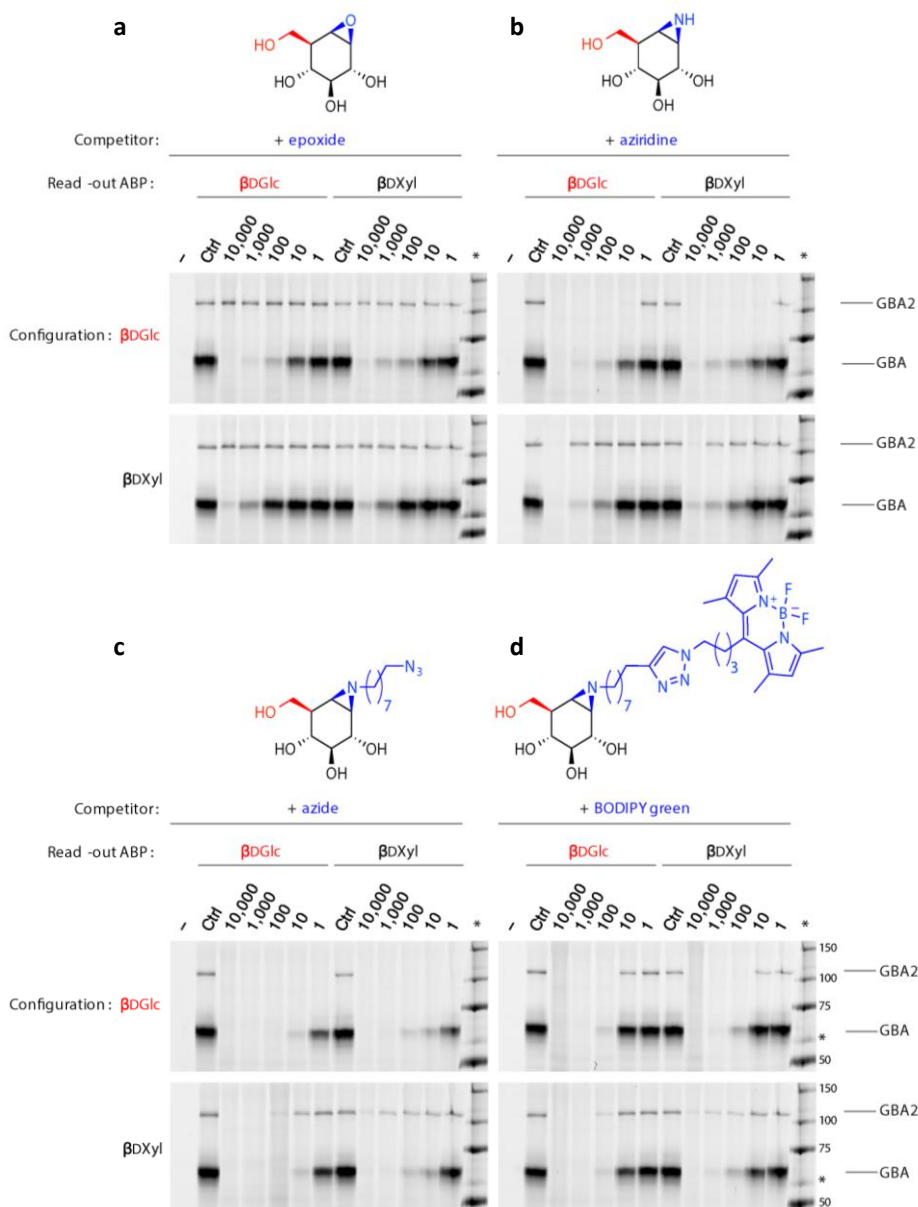 a
b
O
HO
HO
OH
OH
NH
HO
HO
OH
OH
Competitor: + epoxide + aziridine
Read -out ABP: βDGlc βDXyl βDGlc βDXyl
– Ctrl 10,000 1,000 100 10 1 Ctrl 10,000 1,000 100 10 1 * – Ctrl 10,000 1,000 100 10 1 Ctrl 10,000 1,000 100 10 1 *
GBA2
Configuration: βDGlc
GBA
GBA2
βDXyl
GBA
c
d
N3
N
7
HO
HO
OH
OH
F
F
N+
B–
N
3
N
N
N
N
7
HO
HO
OH
OH
Competitor: + azide + BODIPY green
Read -out ABP: βDGlc βDXyl βDGlc βDXyl
– Ctrl 10,000 1,000 100 10 1 Ctrl 10,000 1,000 100 10 1 * – Ctrl 10,000 1,000 100 10 1 Ctrl 10,000 1,000 100 10 1 *
150
GBA2
100
Configuration: βDGlc
75
GBA
*
50
150
GBA2
100
βDXyl
75
GBA
*
50